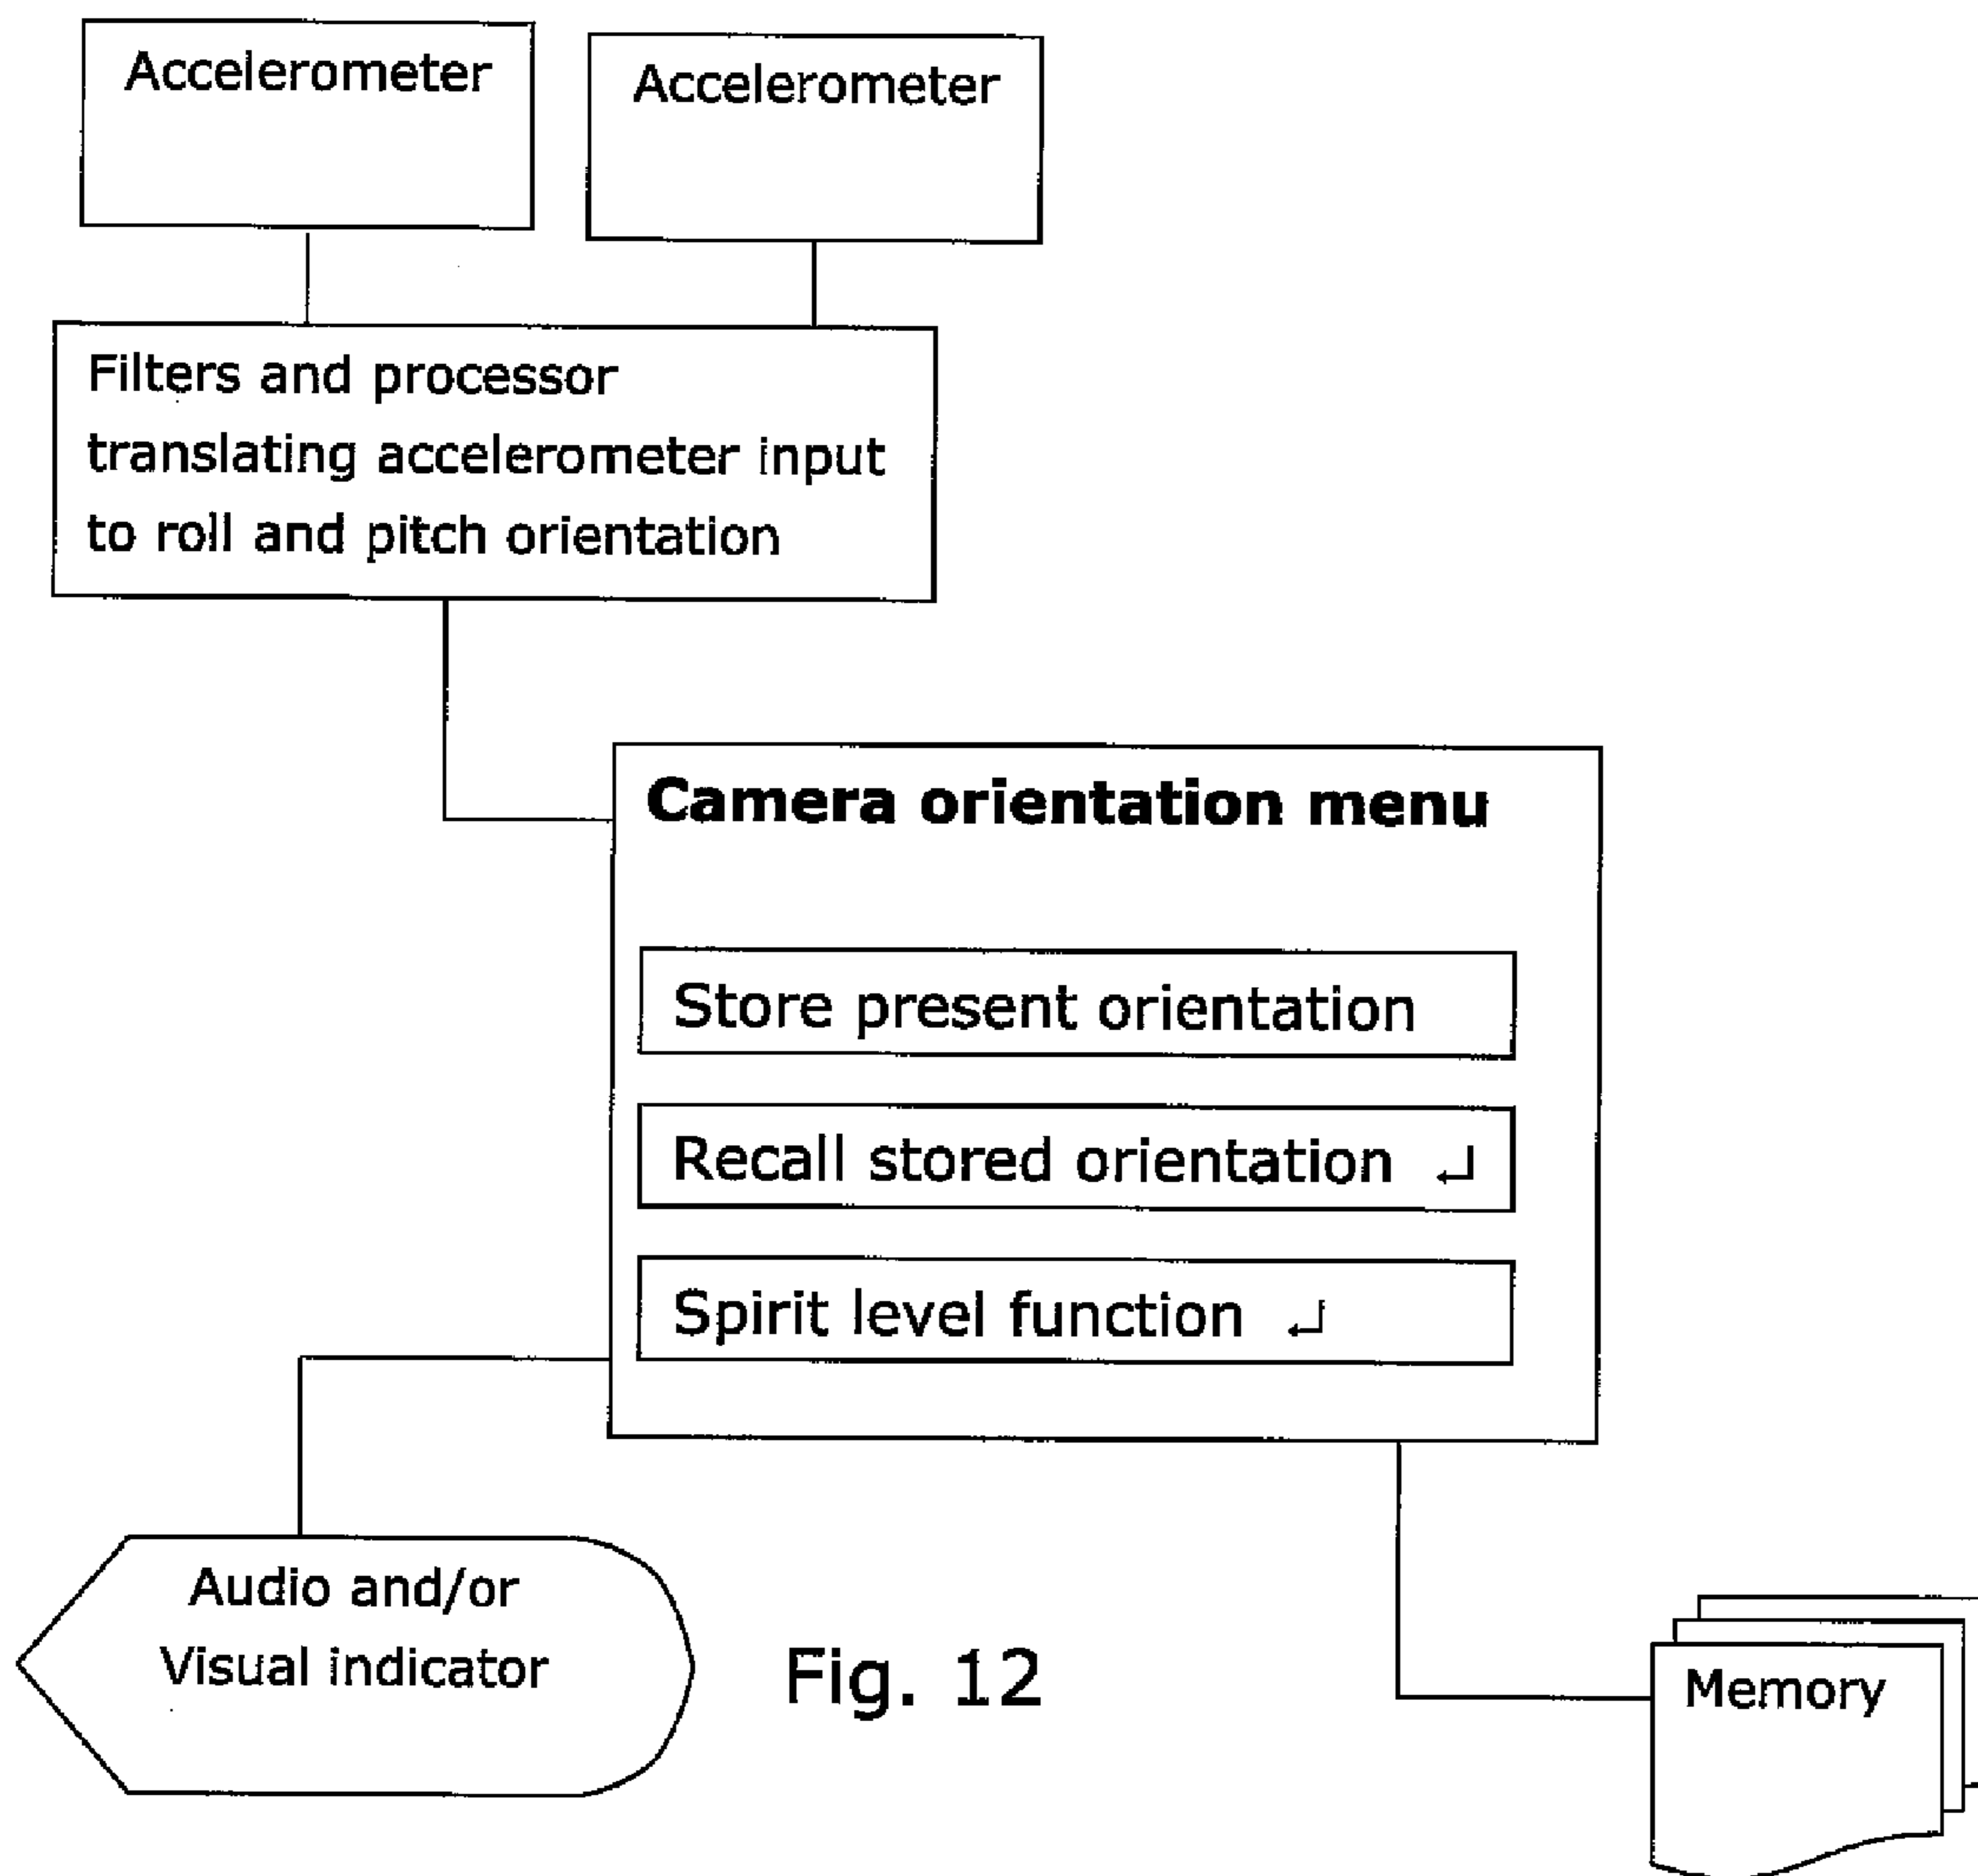 Accelerometer
Accelerometer
Filters and processor
translating accelerometer input
to roll and pitch orientation
Camera orientation menu
Store present orientation
Recall stored orientation ↵
Spirit level function ↵
Audio and/or
Visual indicator
Fig. 12
Memory